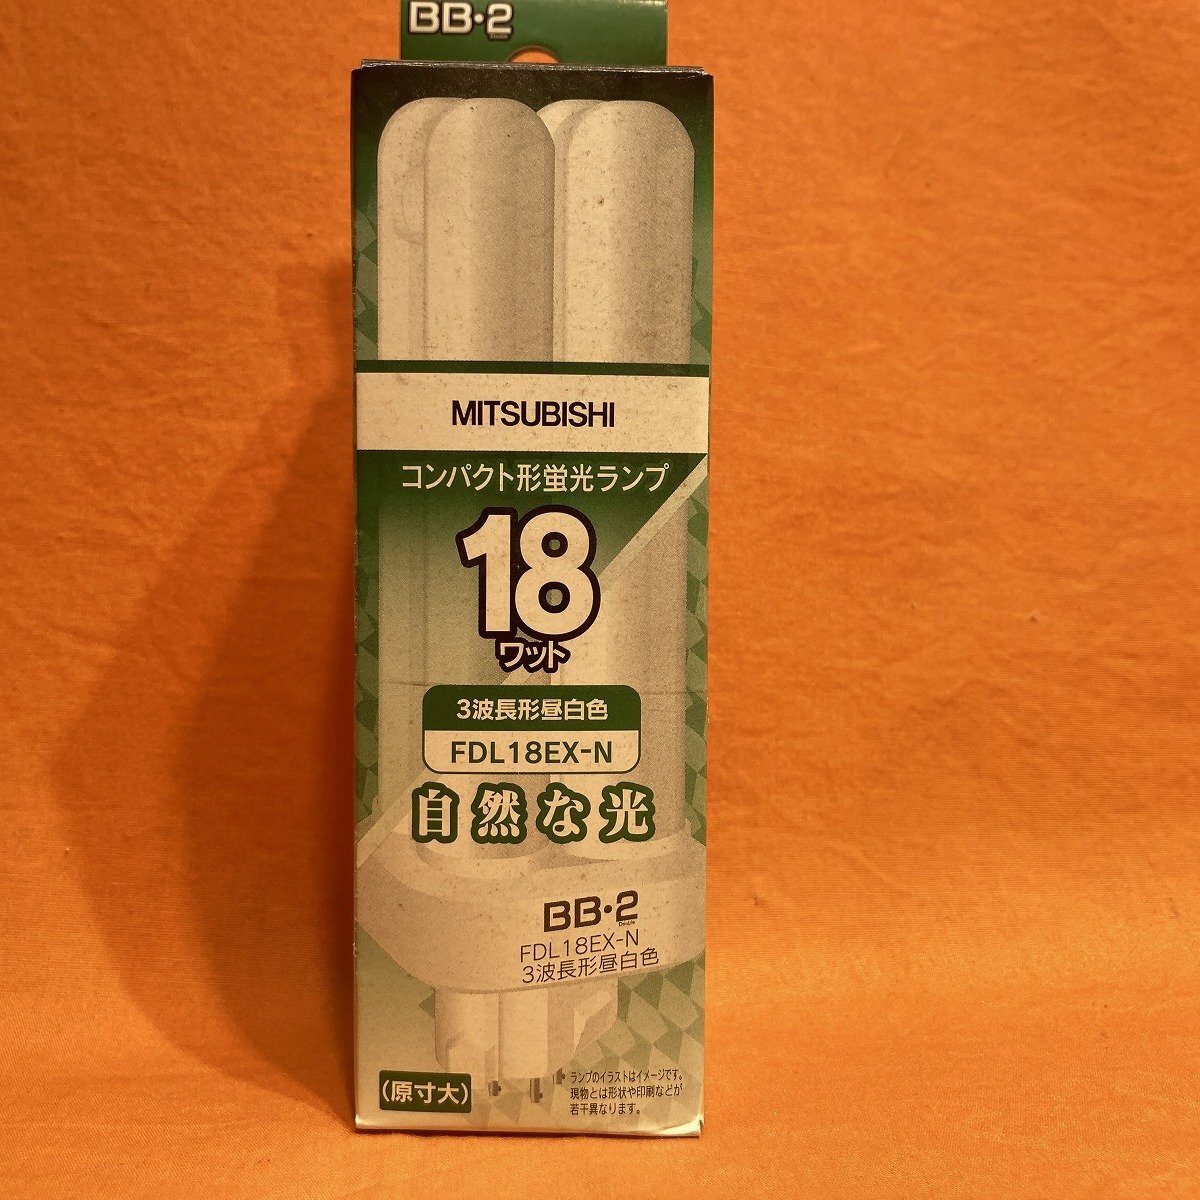 BB・2
MITSUBISHI
コンパクト形蛍光ランプ
18
ワット
3波長形昼白色
FDL18EX-N
自然な光
BB・2
Double
FDL18EX-N
3波長形昼白色
(原寸大)
ランプのイラストはイメージです。
現物とは形状や印刷などが
若干異なります。